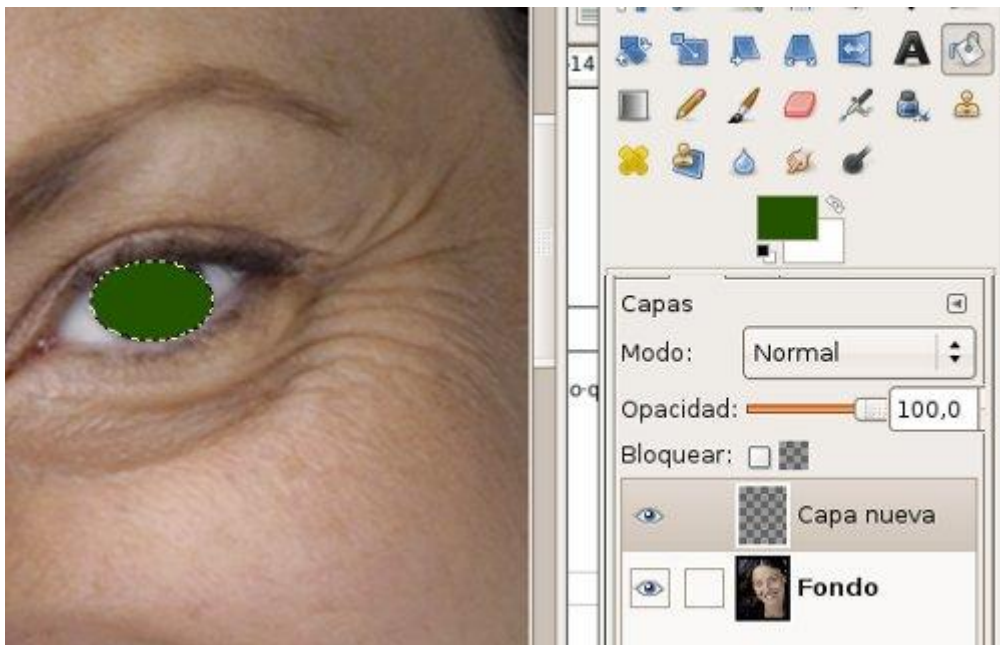 14
A
Capas
Modo: Normal
Opacidad: 100,0
Bloquear:
Capa nueva
Fondo